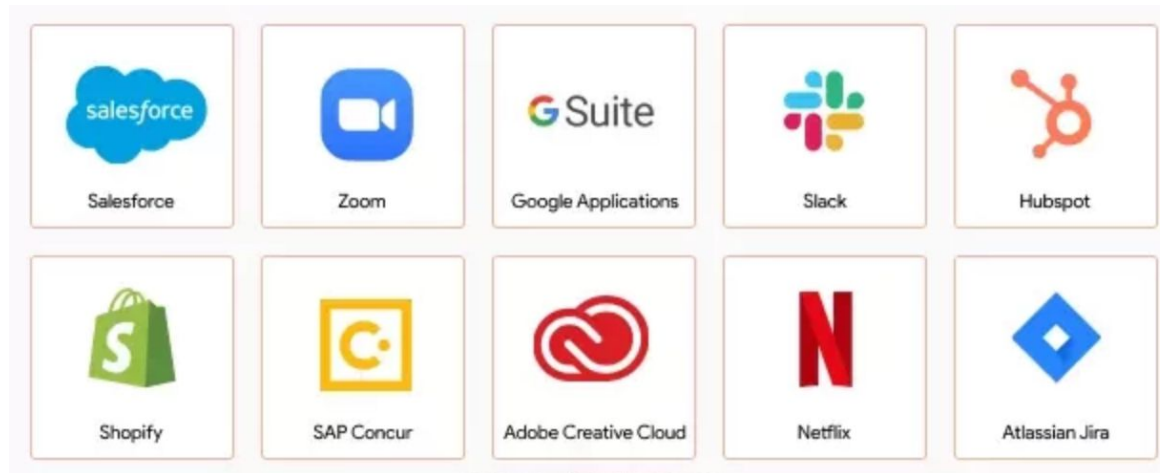 salesforce
Salesforce
Zoom
G Suite
Google Applications
Slack
Hubspot
S
Shopify
C
SAP Concur
Adobe Creative Cloud
N
Netflix
Atlassian Jira